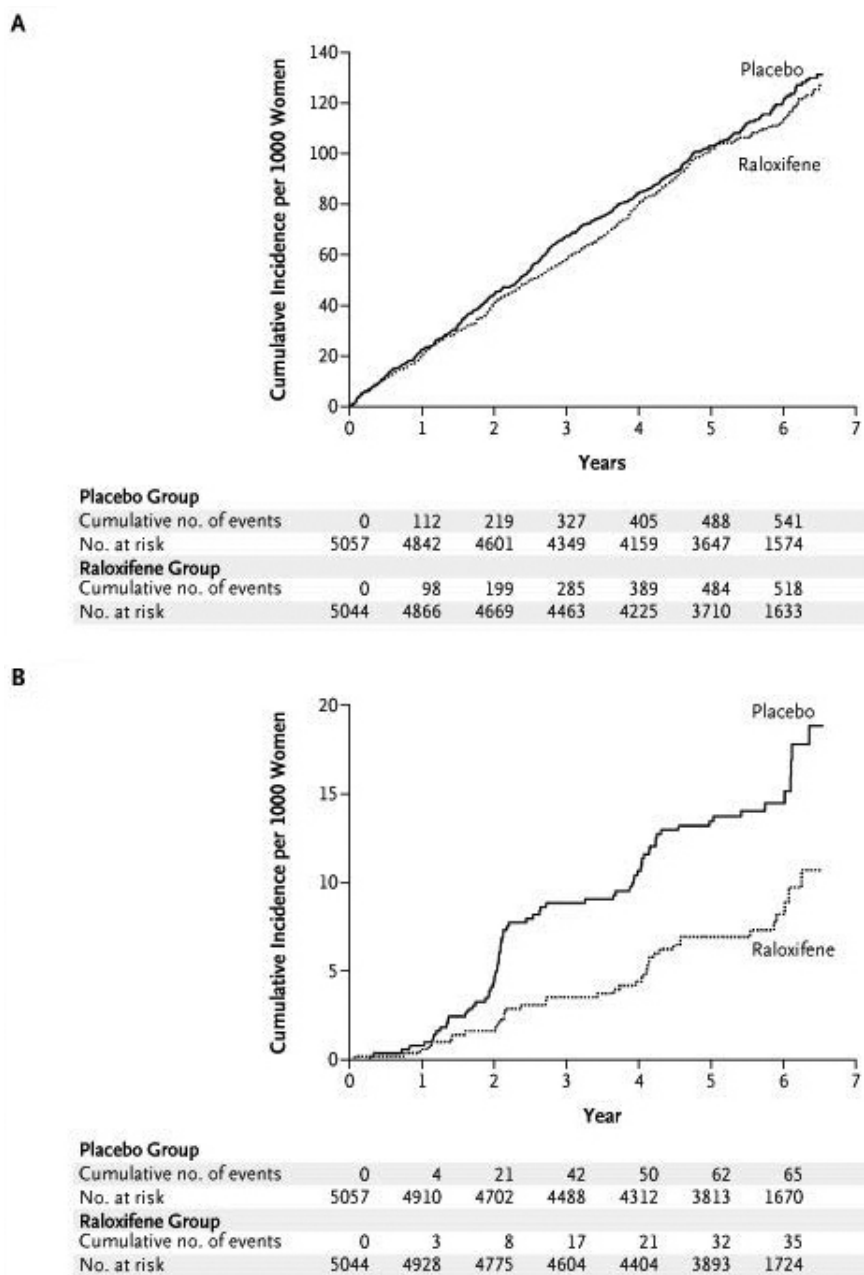 A
Cumulative Incidence per 1000 Women
140
120
100
80
60
40
20
0
Placebo
Raloxifene
0 1 2 3 4 5 6 7
Years
Placebo Group
Cumulative no. of events 0 112 219 327 405 488 541
No. at risk 5057 4842 4601 4349 4159 3647 1574
Raloxifene Group
Cumulative no. of events 0 98 199 285 389 484 518
No. at risk 5044 4866 4669 4463 4225 3710 1633
B
Cumulative Incidence per 1000 Women
20
15
10
5
0
Placebo
Raloxifene
0 1 2 3 4 5 6 7
Year
Placebo Group
Cumulative no. of events 0 4 21 42 50 62 65
No. at risk 5057 4910 4702 4488 4312 3813 1670
Raloxifene Group
Cumulative no. of events 0 3 8 17 21 32 35
No. at risk 5044 4928 4775 4604 4404 3893 1724